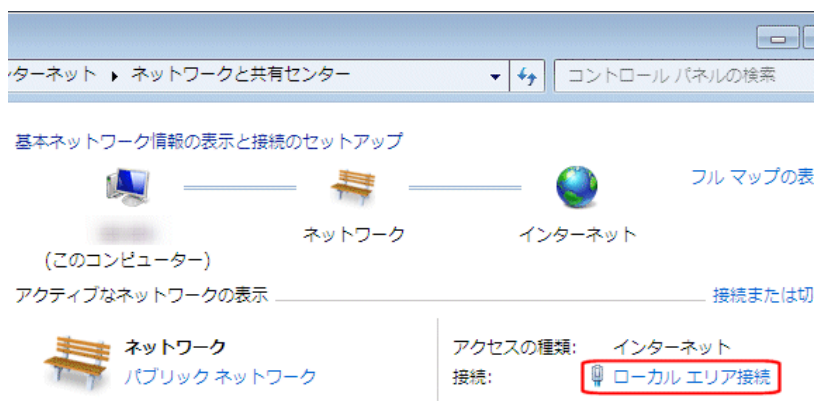 ターネット ▸ ネットワークと共有センター
コントロール パネルの検索
基本ネットワーク情報の表示と接続のセットアップ
フル マップの表
ネットワーク
インターネット
(このコンピューター)
アクティブなネットワークの表示
接続または切
ネットワーク
パブリック ネットワーク
アクセスの種類: インターネット
接続: ローカル エリア接続